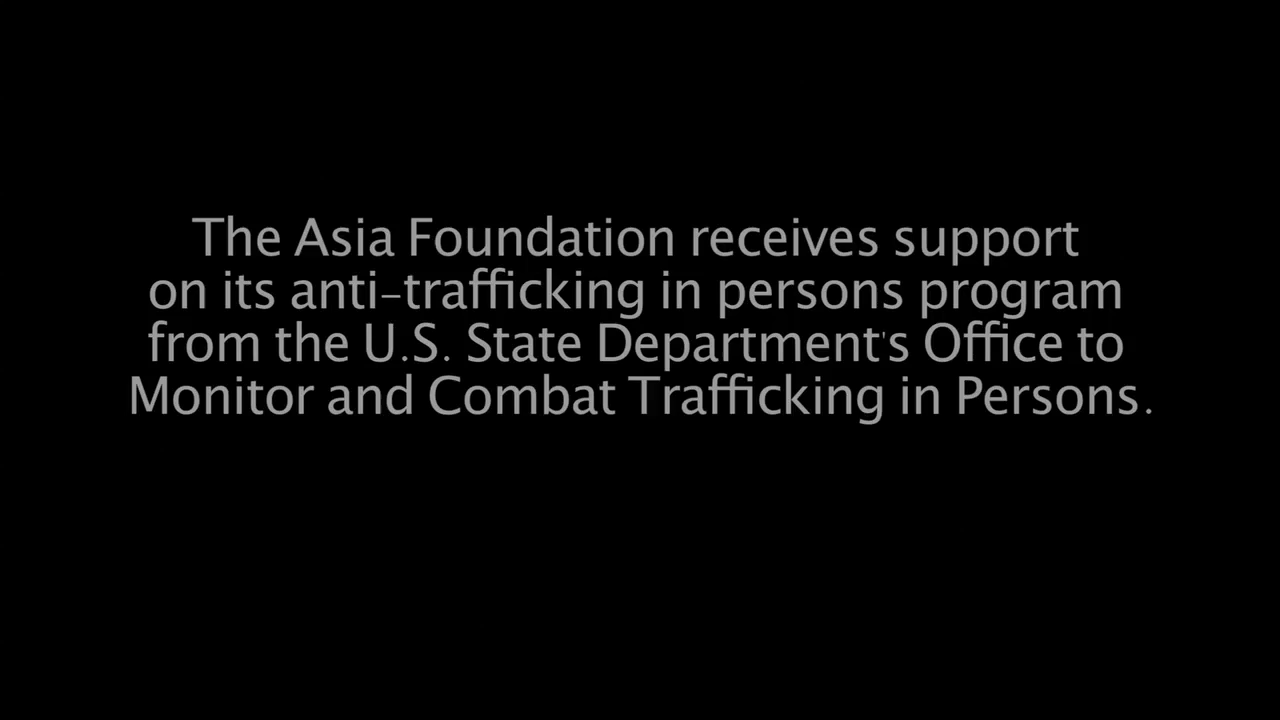 The Asia Foundation receives support
on its anti-trafficking in persons program
from the U.S. State Department's Office to
Monitor and Combat Trafficking in Persons.